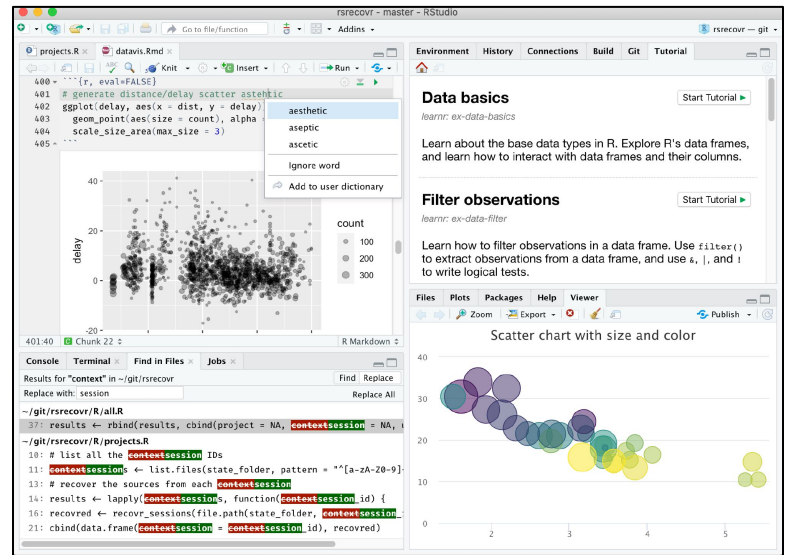 rsrecovr - master - RStudio
Go to file/function
Addins
rsrecovr — git
projects.R
datavis.Rmd
ABC
Knit
Insert
Run
400 ```{r, eval=FALSE}
401 # generate distance/delay scatter astehtic
402 ggplot(delay, aes(x = dist, y = delay)
403 geom_point(aes(size = count), alpha =
404 scale_size_area(max_size = 3)
405 ```
aesthetic
aseptic
ascetic
Ignore word
Add to user dictionary
40
20
0
-20
delay
count
100
200
300
401:40
Chunk 22
R Markdown
Console Terminal Find in Files Jobs
Results for "context" in ~/git/rsrecovr
Find Replace
Replace with: session
Replace All
~/git/rsrecovr/R/all.R
37: results ← rbind(results, cbind(project = NA, contextsession = NA,
~/git/rsrecovr/R/projects.R
10: # list all the contextsession IDs
11: contextsessions ← list.files(state_folder, pattern = "^[a-zA-20-9]
13: # recover the sources from each contextsession
14: results ← lapply(contextsessions, function(contextsession_id) {
16: recovred ← recovr_sessions(file.path(state_folder, contextsession_
21: cbind(data.frame(contextsession = contextsession_id), recovred)
Environment History Connections Build Git Tutorial
Data basics
Start Tutorial
learnr: ex-data-basics
Learn about the base data types in R. Explore R's data frames,
and learn how to interact with data frames and their columns.
Filter observations
Start Tutorial
learnr: ex-data-filter
Learn how to filter observations in a data frame. Use filter()
to extract observations from a data frame, and use &, |, and !
to write logical tests.
Files Plots Packages Help Viewer
Zoom
Export
Publish
Scatter chart with size and color
40
30
20
10
0
2 3 4 5